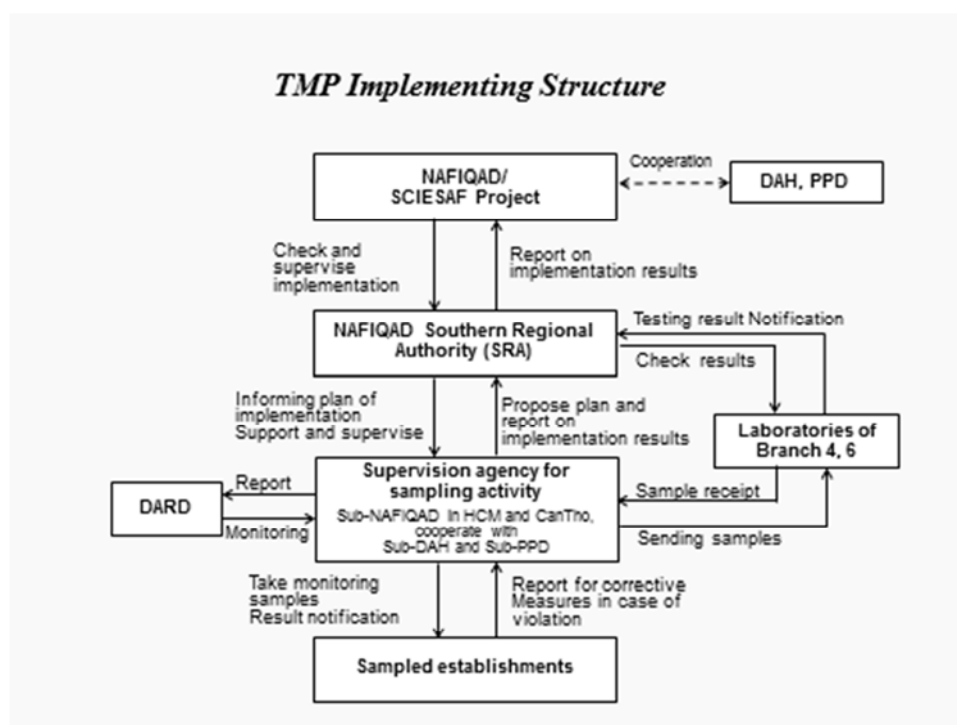 TMP Implementing Structure
NAFIQAD/
SCIESAF Project
Cooperation
DAH, PPD
Check and
supervise
implementation
Report on
implementation results
NAFIQAD Southern Regional
Authority (SRA)
Testing result Notification
Check results
Informing plan of
implementation
Support and supervise
Propose plan and
report on
implementation results
Laboratories of
Branch 4, 6
Supervision agency for
sampling activity
Sub-NAFIQAD in HCM and CanTho,
cooperate with
Sub-DAH and Sub-PPD
Report
DARD
Monitoring
Sample receipt
Sending samples
Take monitoring
samples
Result notification
Report for corrective
Measures in case of
violation
Sampled establishments